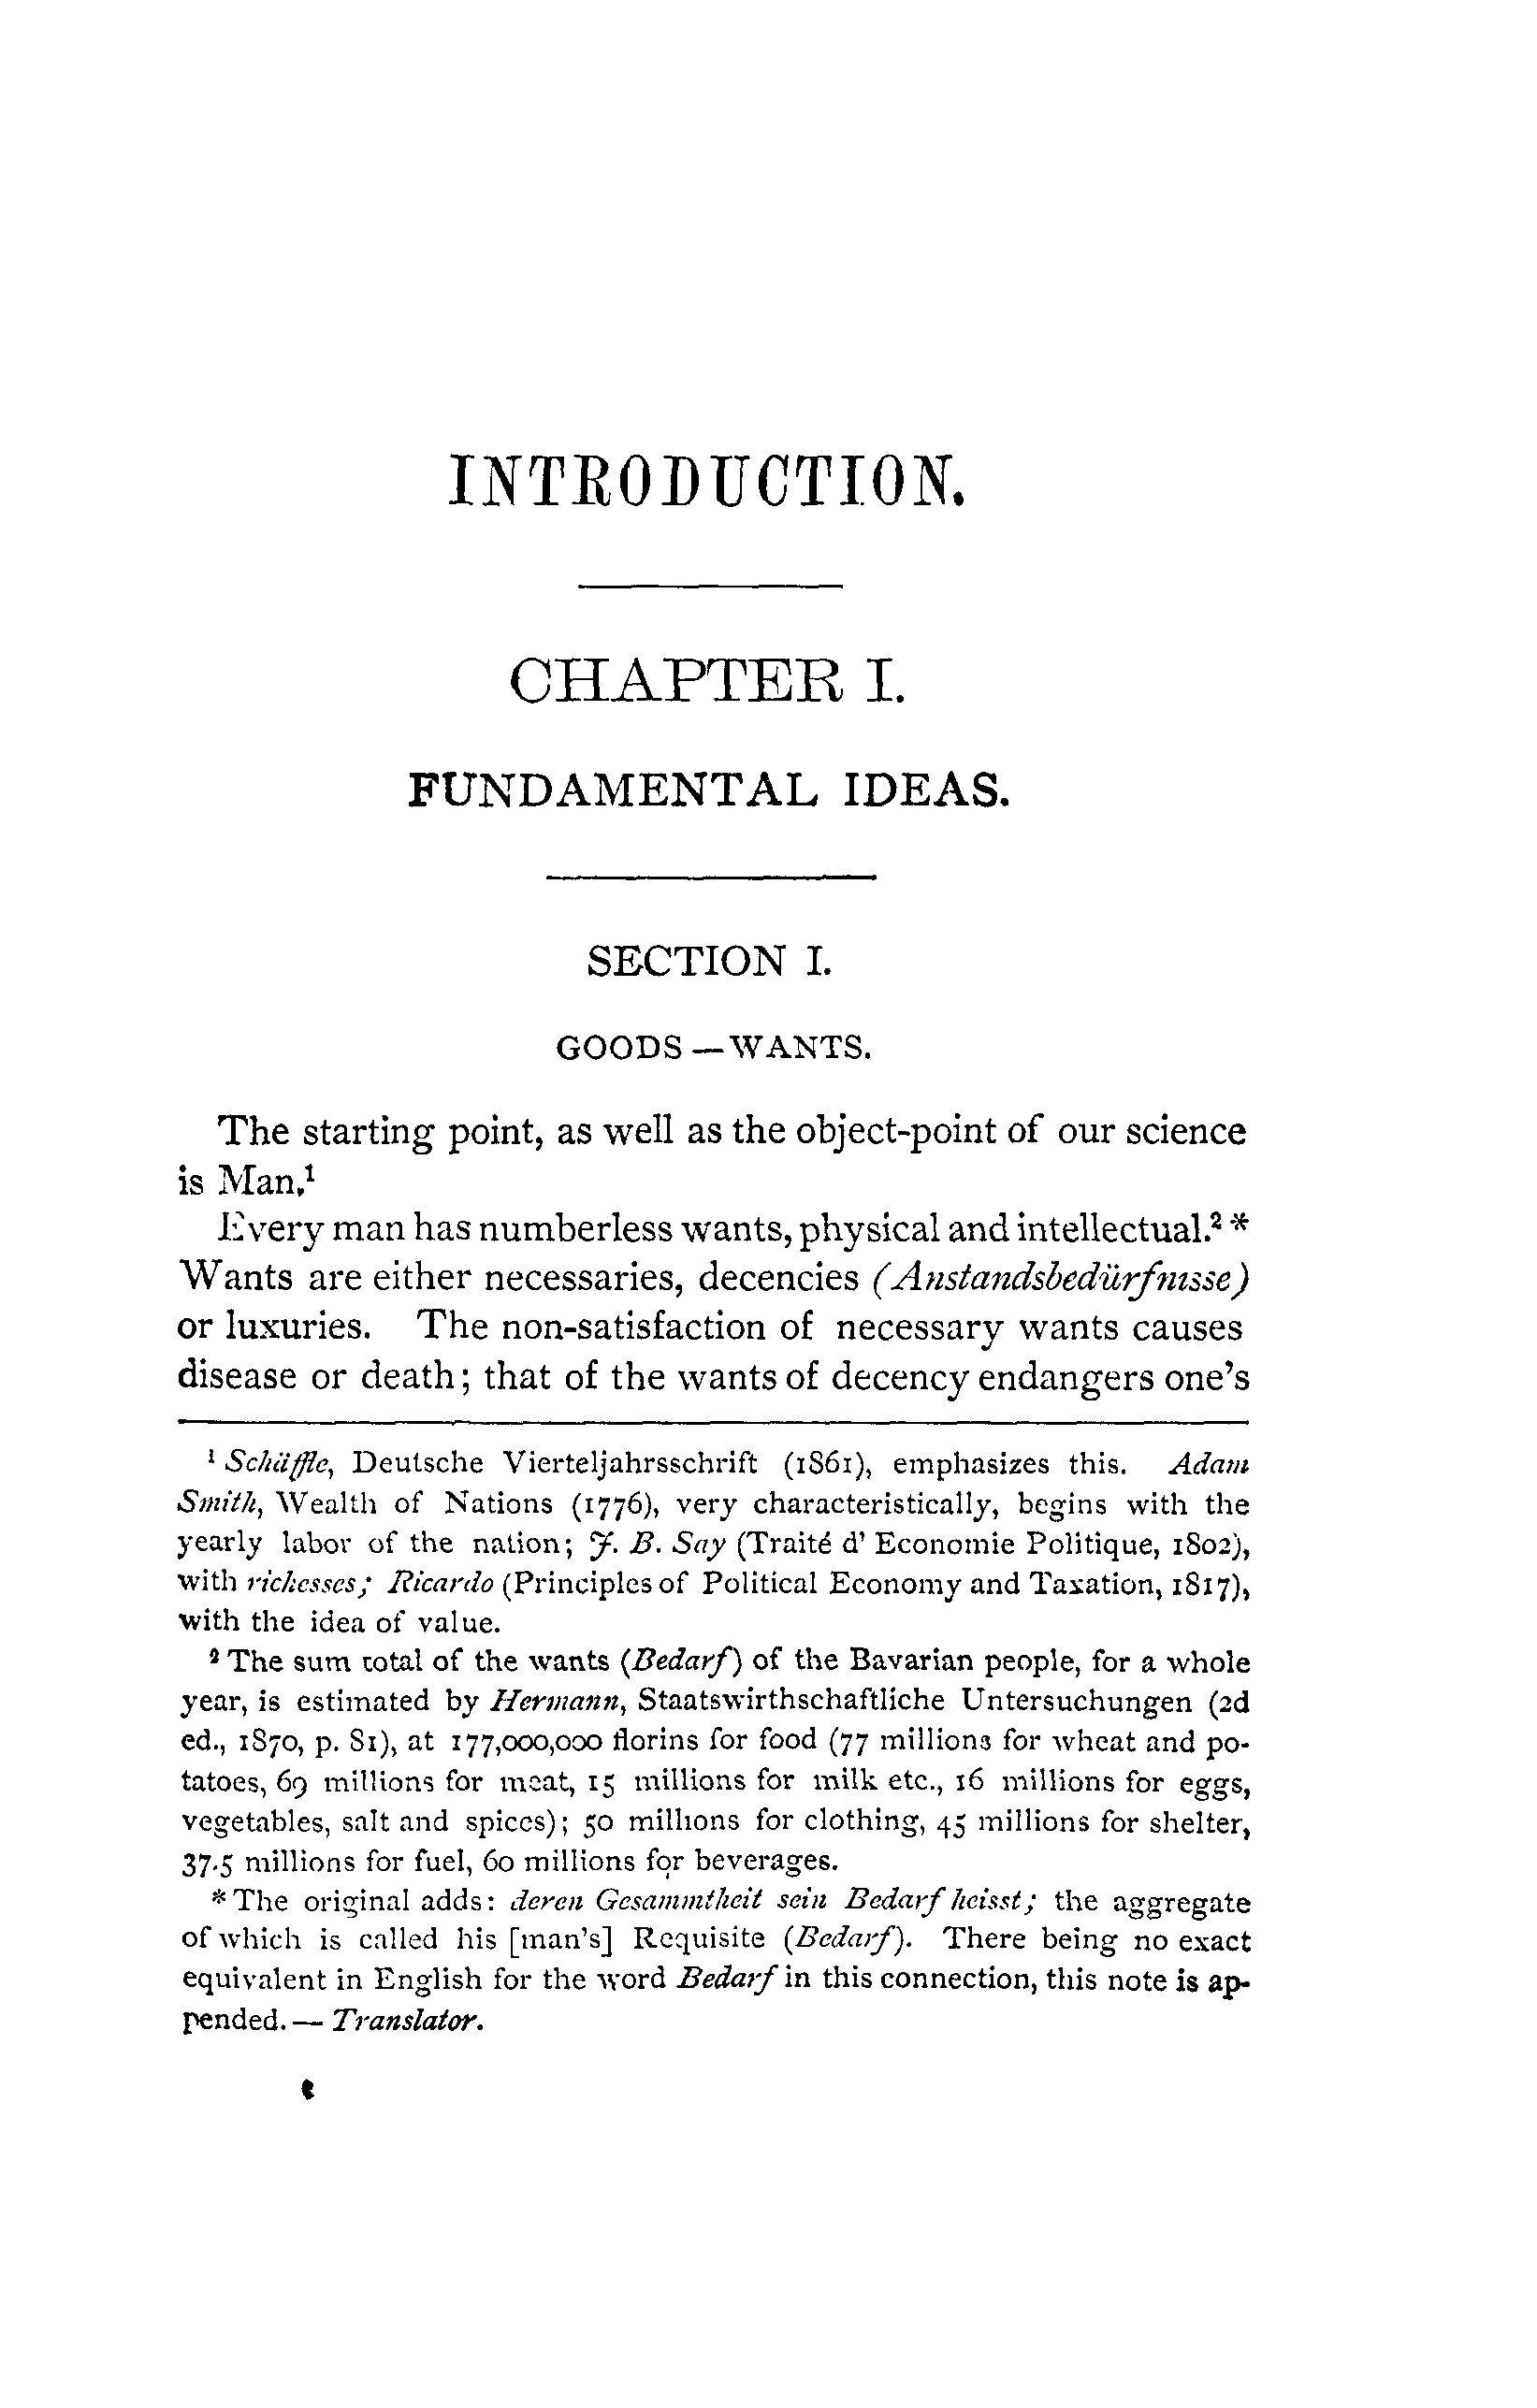 INTRODUCTION.
CHAPTER I.
FUNDAMENTAL IDEAS.
SECTION I.
GOODS — WANTS.
The starting point, as well as the object-point of our science
is Man.¹
Every man has numberless wants, physical and intellectual.² *
Wants are either necessaries, decencies (Anstandsbedürfnisse)
or luxuries. The non-satisfaction of necessary wants causes
disease or death; that of the wants of decency endangers one's
¹ Schäffle, Deutsche Vierteljahrsschrift (1861), emphasizes this. Adam
Smith, Wealth of Nations (1776), very characteristically, begins with the
yearly labor of the nation; J. B. Say (Traité d' Economie Politique, 1802),
with richesses; Ricardo (Principles of Political Economy and Taxation, 1817),
with the idea of value.
² The sum total of the wants (Bedarf) of the Bavarian people, for a whole
year, is estimated by Hermann, Staatswirthschaftliche Untersuchungen (2d
ed., 1870, p. 81), at 177,000,000 florins for food (77 millions for wheat and po-
tatoes, 69 millions for meat, 15 millions for milk etc., 16 millions for eggs,
vegetables, salt and spices); 50 millions for clothing, 45 millions for shelter,
37.5 millions for fuel, 60 millions for beverages.
* The original adds: deren Gesammtheit sein Bedarf heisst; the aggregate
of which is called his [man's] Requisite (Bedarf). There being no exact
equivalent in English for the word Bedarf in this connection, this note is ap-
pended. — Translator.